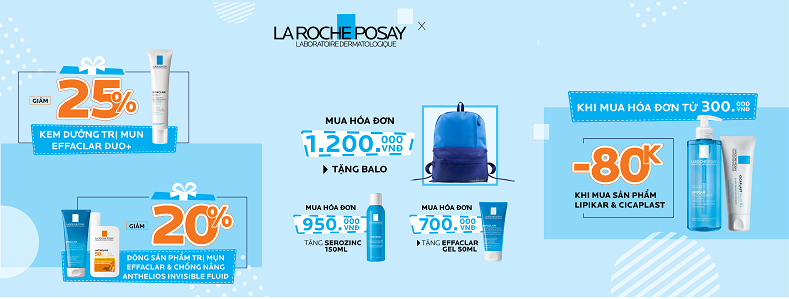 LA ROCHE POSAY
LABORATOIRE DERMATOLOGIQUE
X
GIẢM
25%
KEM DƯỠNG TRỊ MỤN
EFFACLAR DUO+
GIẢM
20%
DÒNG SẢN PHẨM TRỊ MỤN
EFFACLAR & CHỐNG NẮNG
ANTHELIOS INVISIBLE FLUID
MUA HÓA ĐƠN
1.200.000 VNĐ
TẶNG BALO
MUA HÓA ĐƠN
950.000 VNĐ
TẶNG SEROZINC
150ML
MUA HÓA ĐƠN
700.000 VNĐ
TẶNG EFFACLAR
GEL 50ML
KHI MUA HÓA ĐƠN TỪ 300.000 VNĐ
-80K
KHI MUA SẢN PHẨM
LIPIKAR & CICAPLAST